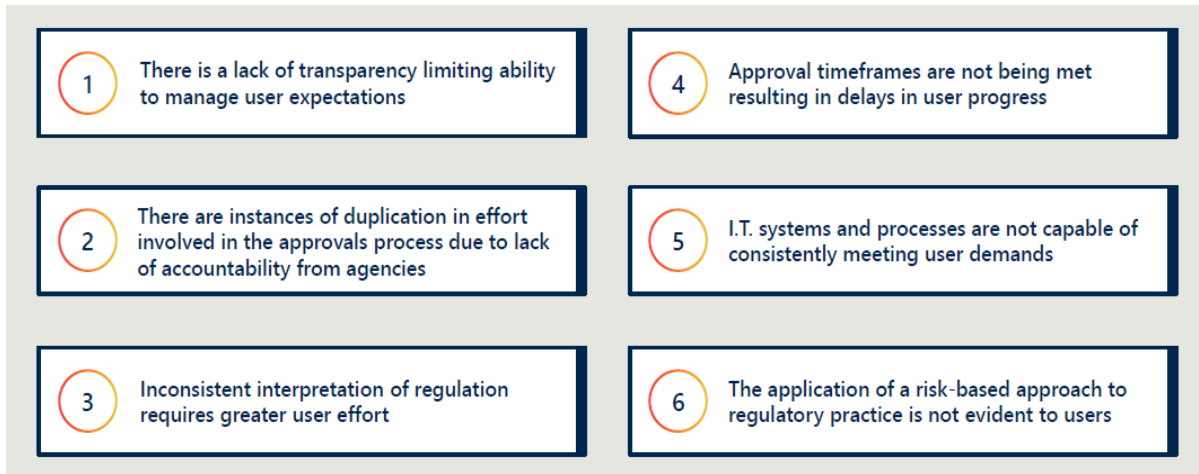 1
There is a lack of transparency limiting ability
to manage user expectations
2
There are instances of duplication in effort
involved in the approvals process due to lack
of accountability from agencies
3
Inconsistent interpretation of regulation
requires greater user effort
4
Approval timeframes are not being met
resulting in delays in user progress
5
I.T. systems and processes are not capable of
consistently meeting user demands
6
The application of a risk-based approach to
regulatory practice is not evident to users